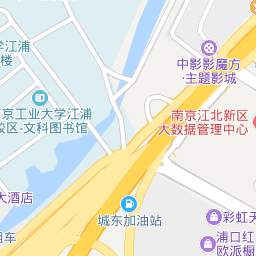 学江浦
楼
中影影魔方
·主题影城
京工业大学江浦
校区-文科图书馆
南京江北新区
大数据管理中心
大酒店
城东加油站
彩虹天
浦口红
欧派橱
租车